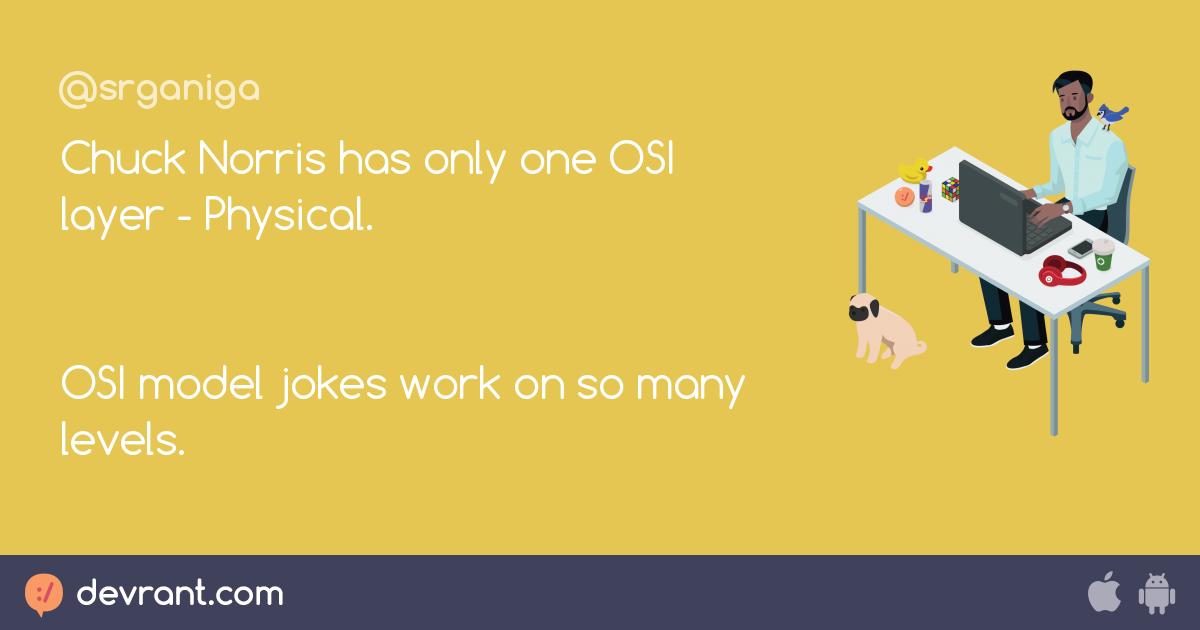 @srganiga
Chuck Norris has only one OSI
layer - Physical.
OSI model jokes work on so many
levels.
:/ devrant.com